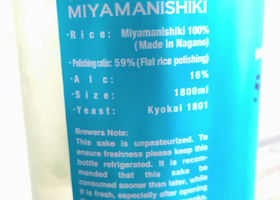 MIYAMANISHIKI
・Rice: Miyamanishiki 100%
(Made in Nagano)
・Polishing ratio: 59% (Flat rice polishing)
・Alc: 15%
・Size: 1800ml
・Yeast: Kyokai 1801
Brewers Note:
This sake is unpasteurized. To
ensure freshness please keep this
bottle refrigerated. It is recom-
mended that this sake be
consumed sooner than later, while
it is fresh, especially after opening